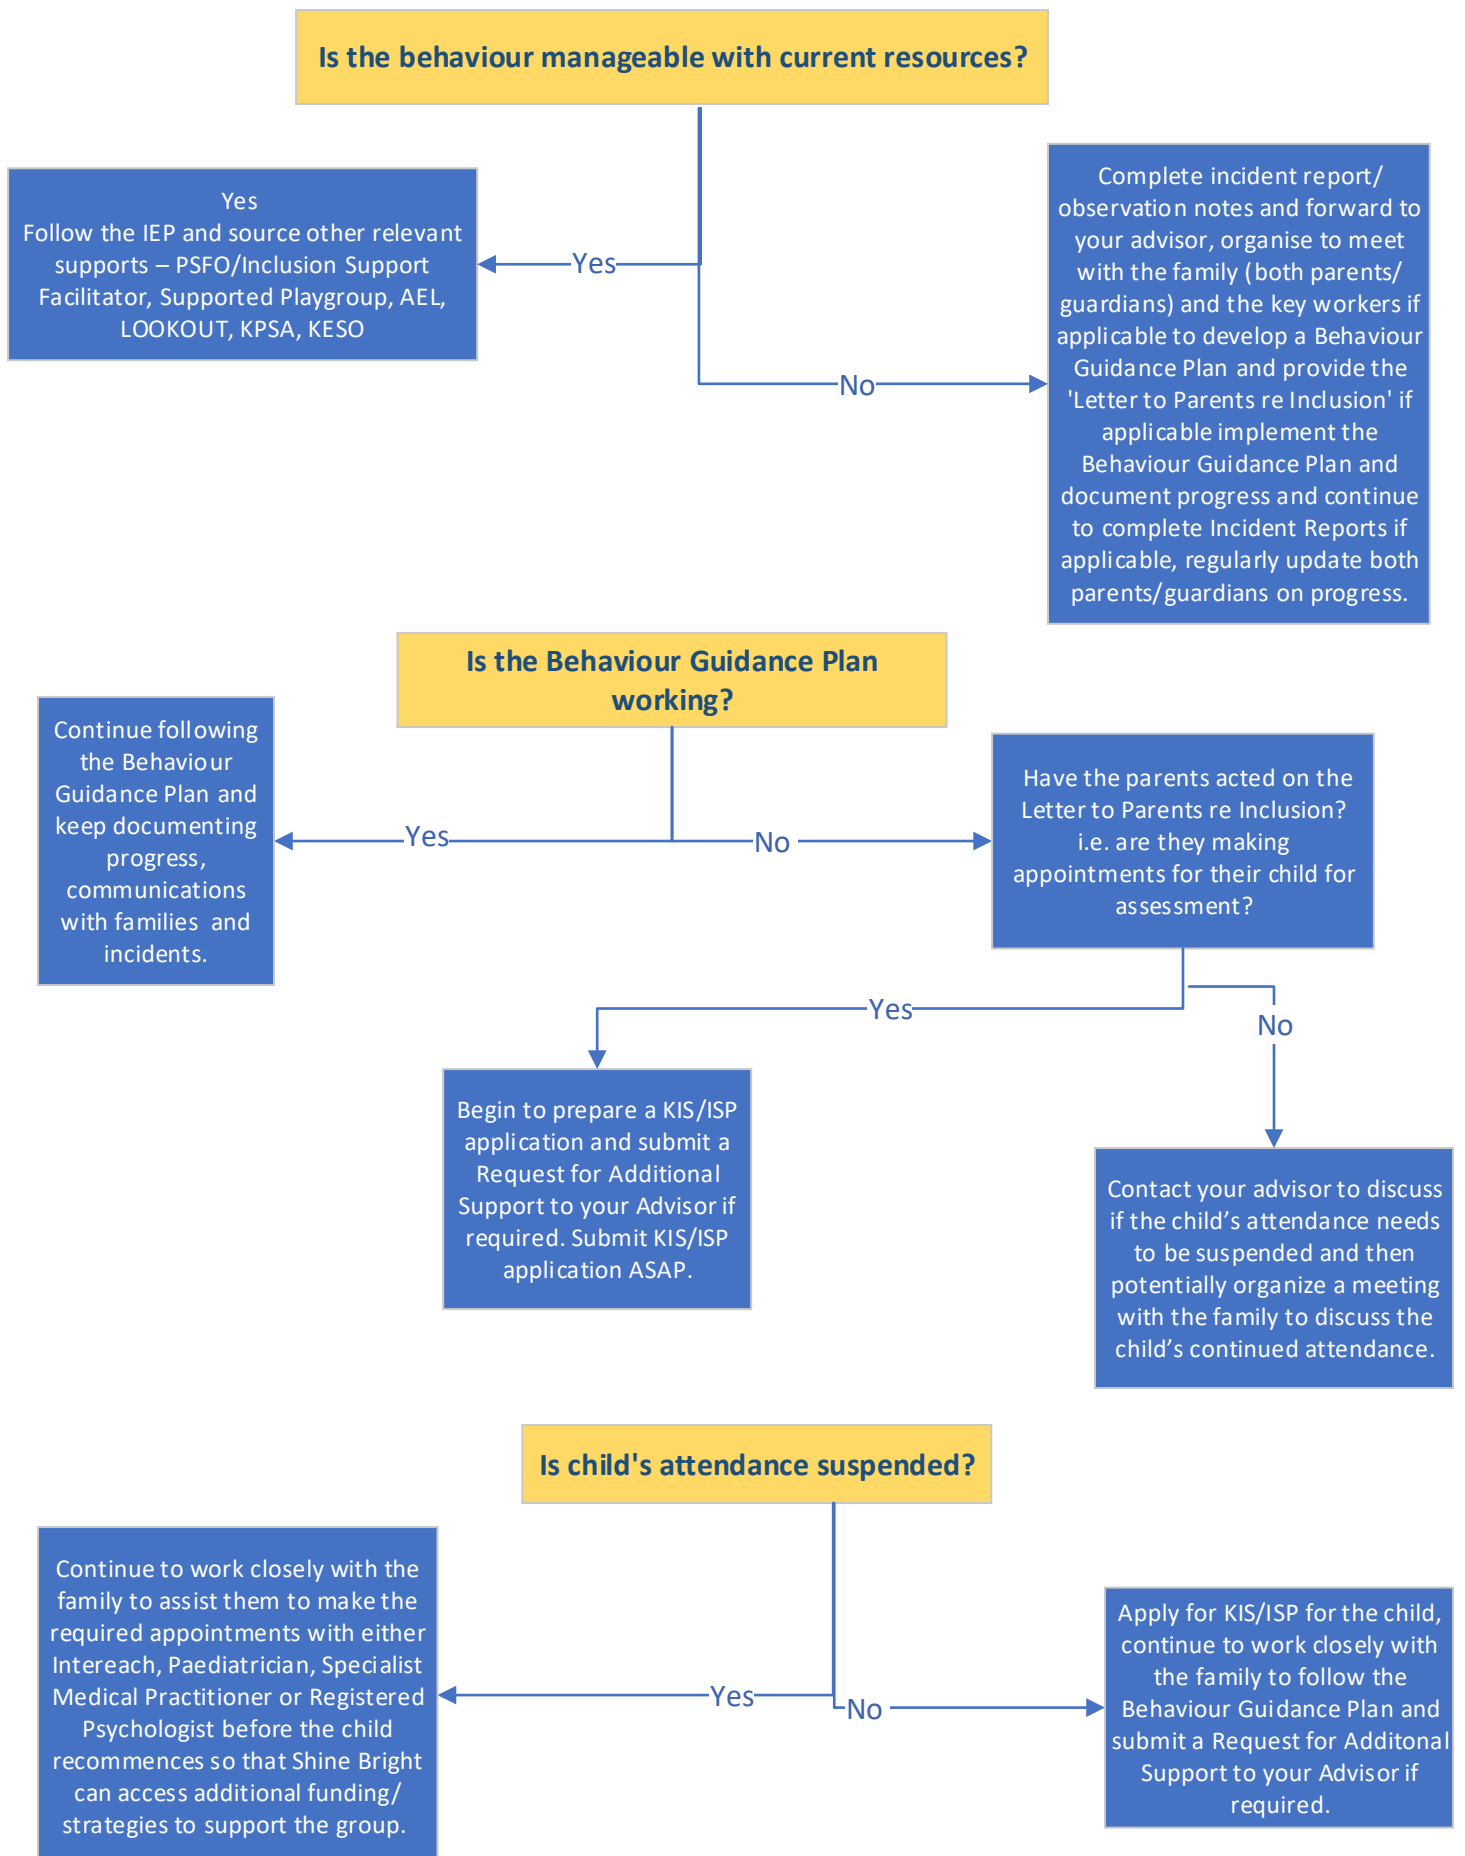 Is the behaviour manageable with current resources?
Yes
Follow the IEP and source other relevant
supports – PSFO/Inclusion Support
Facilitator, Supported Playgroup, AEL,
LOOKOUT, KPSA, KESO
Yes
No
Complete incident report/
observation notes and forward to
your advisor, organise to meet
with the family (both parents/
guardians) and the key workers if
applicable to develop a Behaviour
Guidance Plan and provide the
'Letter to Parents re Inclusion' if
applicable implement the
Behaviour Guidance Plan and
document progress and continue
to complete Incident Reports if
applicable, regularly update both
parents/guardians on progress.
Is the Behaviour Guidance Plan
working?
Continue following
the Behaviour
Guidance Plan and
keep documenting
progress,
communications
with families and
incidents.
Yes
No
Have the parents acted on the
Letter to Parents re Inclusion?
i.e. are they making
appointments for their child for
assessment?
Yes
No
Begin to prepare a KIS/ISP
application and submit a
Request for Additional
Support to your Advisor if
required. Submit KIS/ISP
application ASAP.
Contact your advisor to discuss
if the child’s attendance needs
to be suspended and then
potentially organize a meeting
with the family to discuss the
child’s continued attendance.
Is child's attendance suspended?
Continue to work closely with the
family to assist them to make the
required appointments with either
Intereach, Paediatrician, Specialist
Medical Practitioner or Registered
Psychologist before the child
recommences so that Shine Bright
can access additional funding/
strategies to support the group.
Yes
No
Apply for KIS/ISP for the child,
continue to work closely with
the family to follow the
Behaviour Guidance Plan and
submit a Request for Additonal
Support to your Advisor if
required.